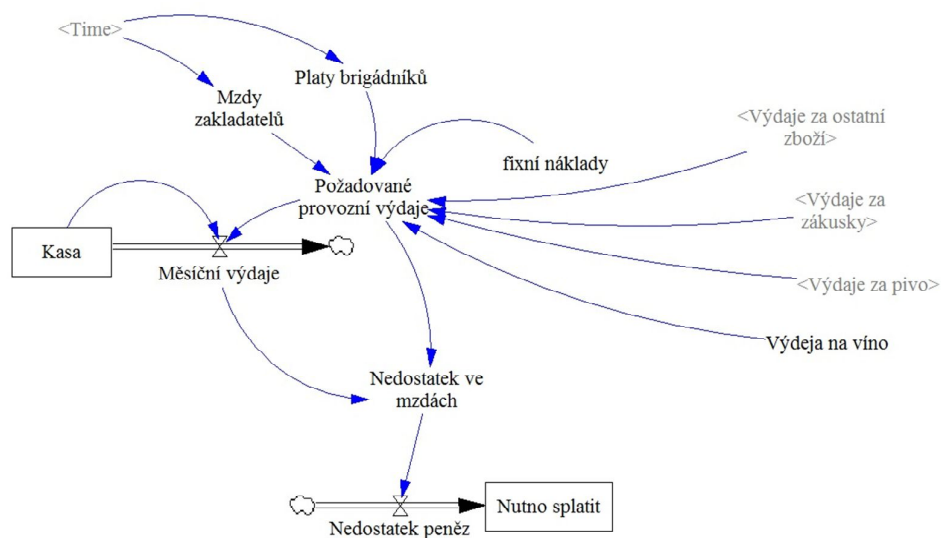 <Time>
Platy brigádníků
Mzdy
zakladatelů
<Výdaje za ostatní
zboží>
fixní náklady
Požadované
provozní výdaje
<Výdaje za
zákusky>
Kasa
Měsíční výdaje
<Výdaje za pivo>
Výdeja na víno
Nedostatek ve
mzdách
Nutno splatit
Nedostatek peněz